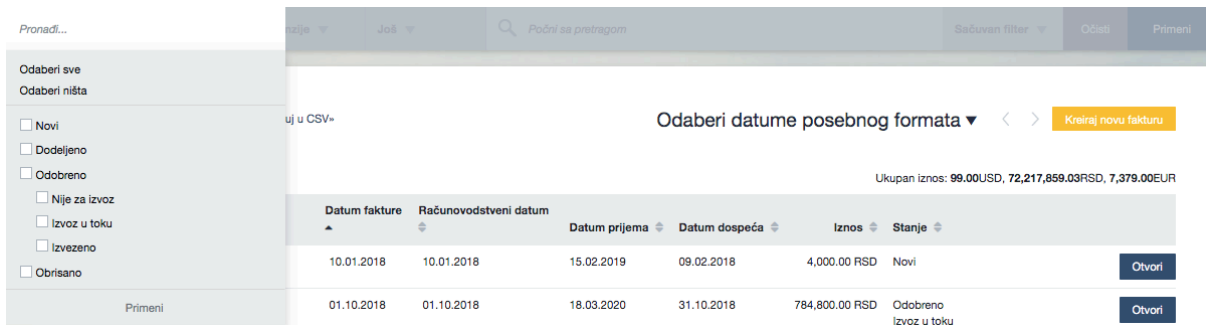 Pronađi...
nzije
Još
Počni sa pretragom
Sačuvan filter
Očisti
Primeni
Odaberi sve
Odaberi ništa
Novi
Dodeljeno
Odobreno
Nije za izvoz
Izvoz u toku
Izvezeno
Obrisano
Primeni
uj u CSV»
Odaberi datume posebnog formata
Kreiraj novu fakturu
Ukupan iznos: 99.00USD, 72,217,859.03RSD, 7,379.00EUR
Datum fakture Računovodstveni datum Datum prijema Datum dospeća Iznos Stanje
10.01.2018 10.01.2018 15.02.2019 09.02.2018 4,000.00 RSD Novi Otvori
01.10.2018 01.10.2018 18.03.2020 31.10.2018 784,800.00 RSD Odobreno Otvori
Izvoz u toku